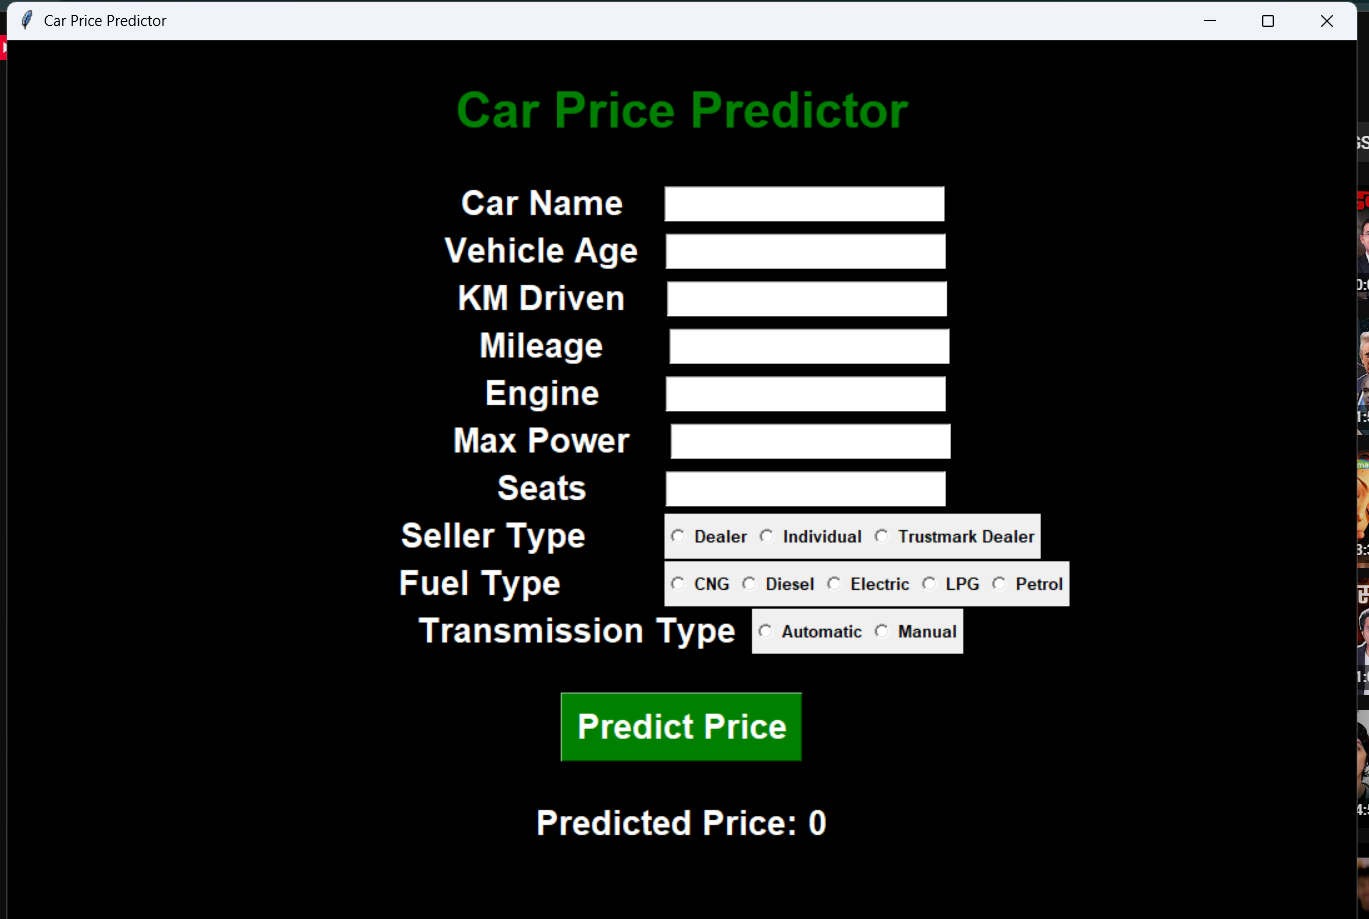 Car Price Predictor
Car Price Predictor
Car Name
Vehicle Age
KM Driven
Mileage
Engine
Max Power
Seats
Seller Type Dealer Individual Trustmark Dealer
Fuel Type CNG Diesel Electric LPG Petrol
Transmission Type Automatic Manual
Predict Price
Predicted Price: 0